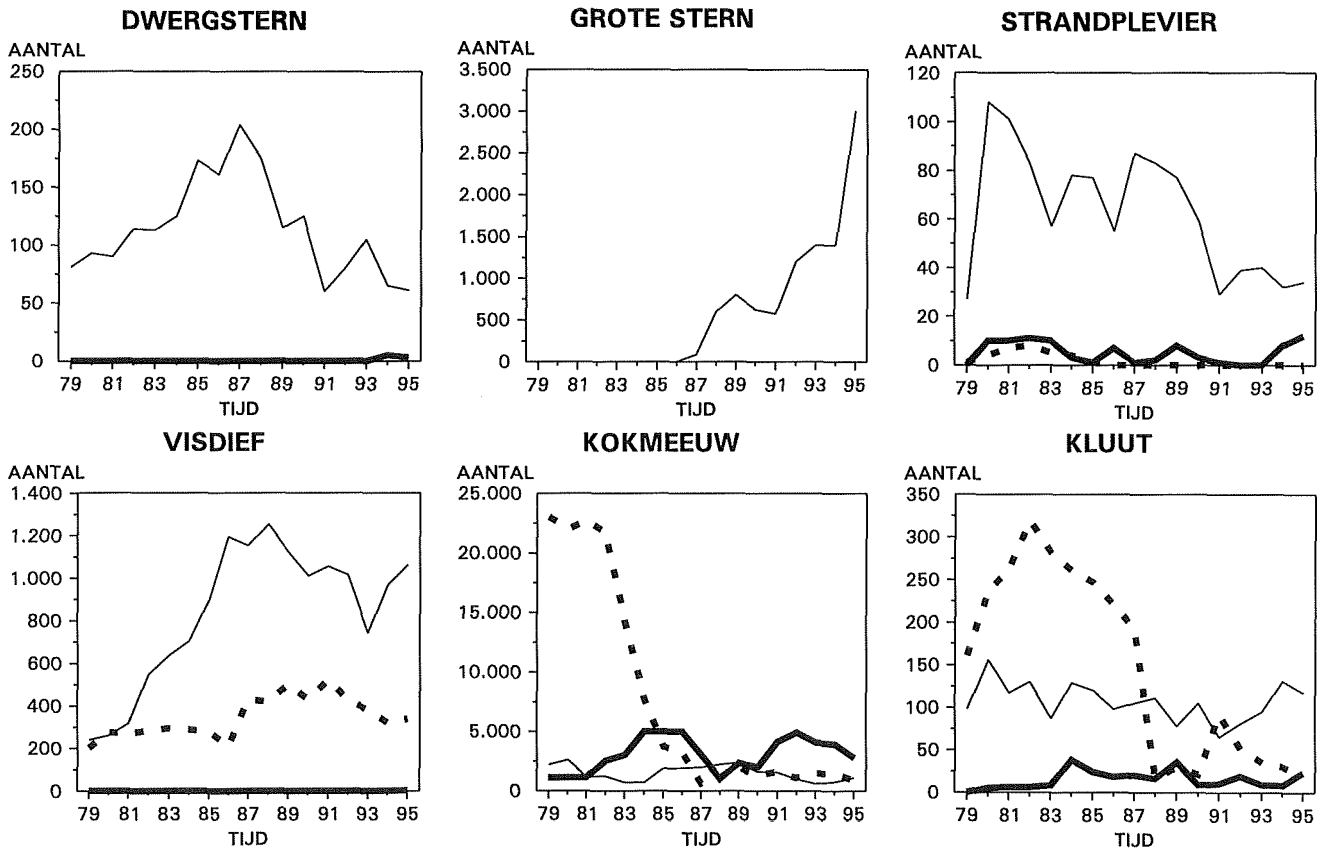 DWERGSTERN
AANTAL
250
200
150
100
50
0
79 81 83 85 87 89 91 93 95
TIJD
GROTE STERN
AANTAL
3.500
3.000
2.500
2.000
1.500
1.000
500
0
79 81 83 85 87 89 91 93 95
TIJD
STRANDPLEVIER
AANTAL
120
100
80
60
40
20
0
79 81 83 85 87 89 91 93 95
TIJD
VISDIEF
AANTAL
1.400
1.200
1.000
800
600
400
200
0
79 81 83 85 87 89 91 93 95
TIJD
KOKMEEUW
AANTAL
25.000
20.000
15.000
10.000
5.000
0
79 81 83 85 87 89 91 93 95
TIJD
KLUUT
AANTAL
350
300
250
200
150
100
50
0
79 81 83 85 87 89 91 93 95
TIJD